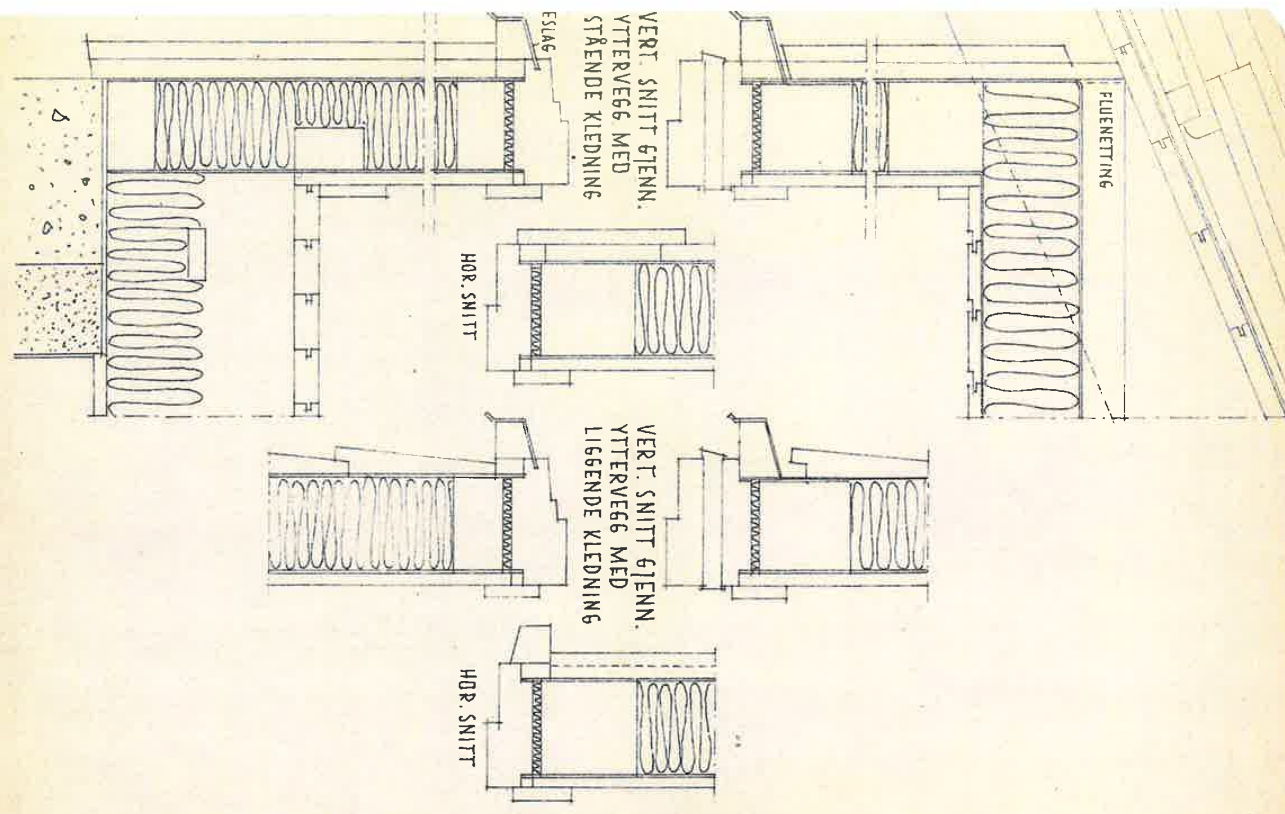 FLUENETTING
VERT. SNITT GJENN.
YTTERVEGG MED
STÅENDE KLEDNING
ESLAG
HOR. SNITT
VERT. SNITT GJENN.
YTTERVEGG MED
LIGGENDE KLEDNING
HOR. SNITT